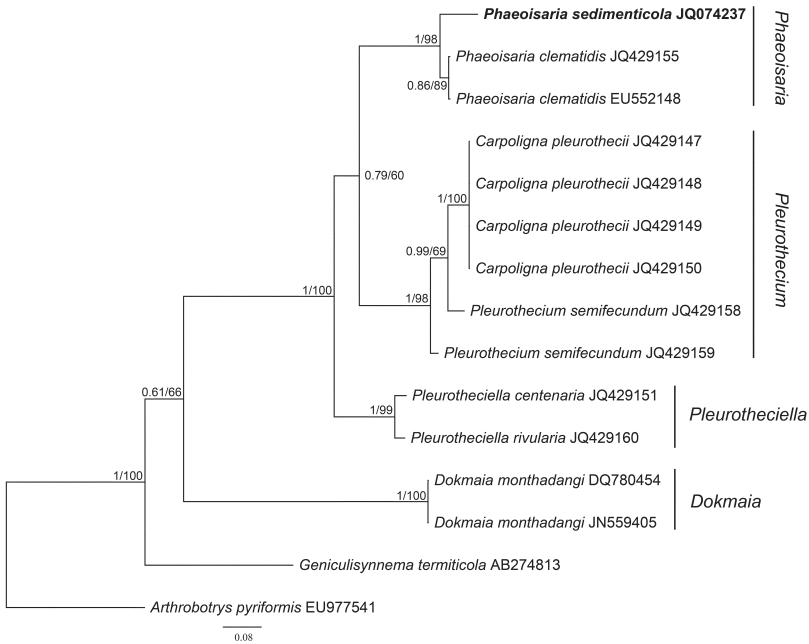 Phaeoisaria sedimenticola JQ074237
1/98
Phaeoisaria clematidis JQ429155
0.86/89
Phaeoisaria clematidis EU552148
Phaeoisaria
Carpoligna pleurothecii JQ429147
0.79/60
Carpoligna pleurothecii JQ429148
1/100
Carpoligna pleurothecii JQ429149
0.99/69
Carpoligna pleurothecii JQ429150
1/98
Pleurothecium semifecundum JQ429158
Pleurothecium semifecundum JQ429159
Pleurothecium
1/100
Pleurotheciella centenaria JQ429151
1/99
Pleurotheciella rivularia JQ429160
Pleurotheciella
0.61/66
Dokmaia monthadangi DQ780454
1/100
Dokmaia monthadangi JN559405
Dokmaia
1/100
Geniculisynnema termiticola AB274813
Arthrobotrys pyriformis EU977541
0.08